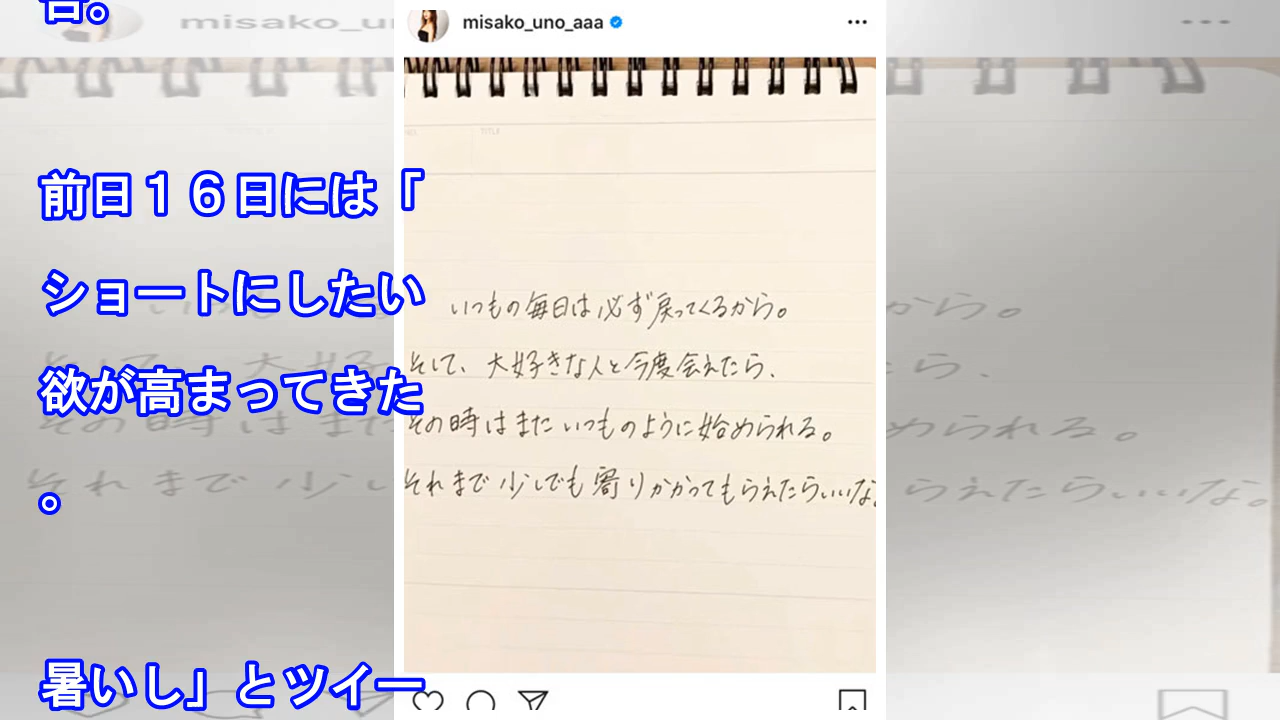 告。
前日１６日には「
ショートにしたい
欲が高まってきた
。
暑いし」とツイー
misako_uno_aaa
TITLE
いつもの毎日は必ず戻ってくるから。
そして、大好きな人と今度会えたら、
その時はまたいつものように始められる。
それまで少しでも寄りかかってもらえたらいいな。